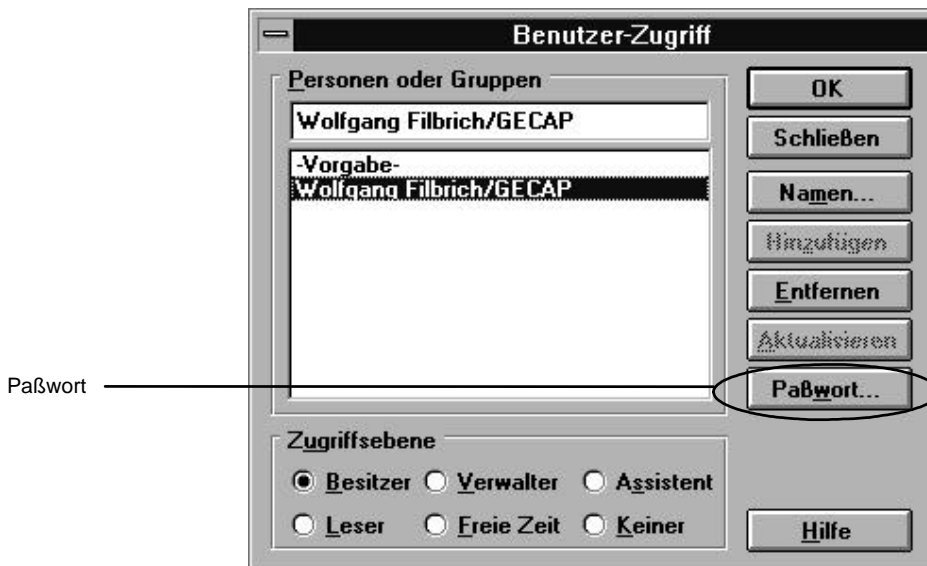 Benutzer-Zugriff
Personen oder Gruppen
Wolfgang Filbrich/GECAP
-Vorgabe-
Wolfgang Filbrich/GECAP
OK
Schließen
Namen...
Hinzufügen
Entfernen
Aktualisieren
Paßwort...
Paßwort
Zugriffsebene
Besitzer Verwalter Assistent
Leser Freie Zeit Keiner
Hilfe